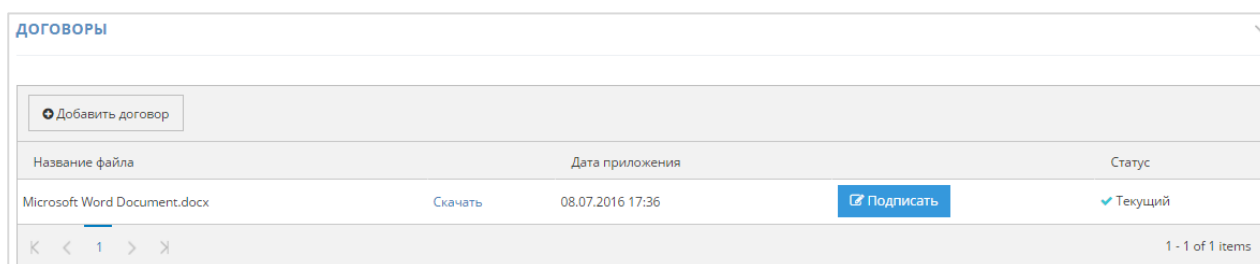 ДОГОВОРЫ
Добавить договор
Название файла Дата приложения Статус
Microsoft Word Document.docx Скачать 08.07.2016 17:36 Подписать Текущий
1 1 - 1 of 1 items